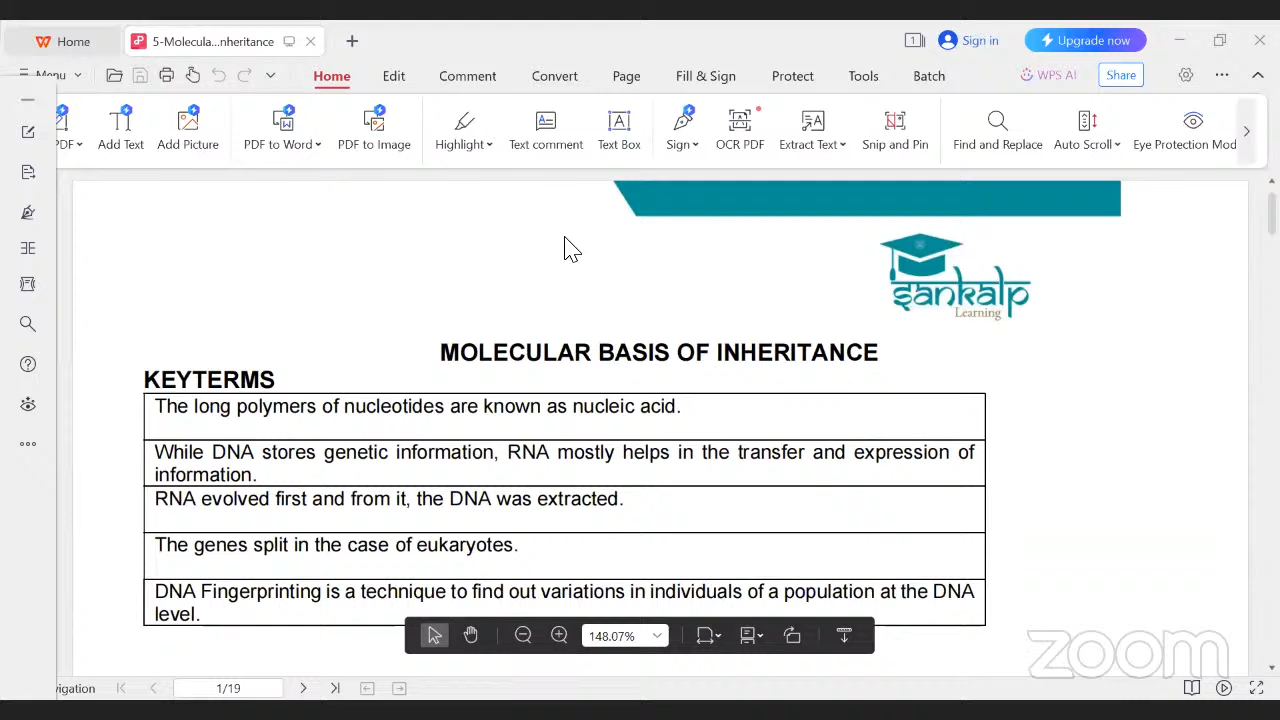 Home
5-Molecula...nheritance
1
Sign in
Upgrade now
Menu
Home
Edit
Comment
Convert
Page
Fill & Sign
Protect
Tools
Batch
WPS AI
Share
PDF
Add Text
Add Picture
PDF to Word
PDF to Image
Highlight
Text comment
Text Box
Sign
OCR PDF
Extract Text
Snip and Pin
Find and Replace
Auto Scroll
Eye Protection Mod
sankalp
Learning
MOLECULAR BASIS OF INHERITANCE
KEYTERMS
The long polymers of nucleotides are known as nucleic acid.
While DNA stores genetic information, RNA mostly helps in the transfer and expression of
information.
RNA evolved first and from it, the DNA was extracted.
The genes split in the case of eukaryotes.
DNA Fingerprinting is a technique to find out variations in individuals of a population at the DNA
level.
148.07%
zoom
vigation
1/19